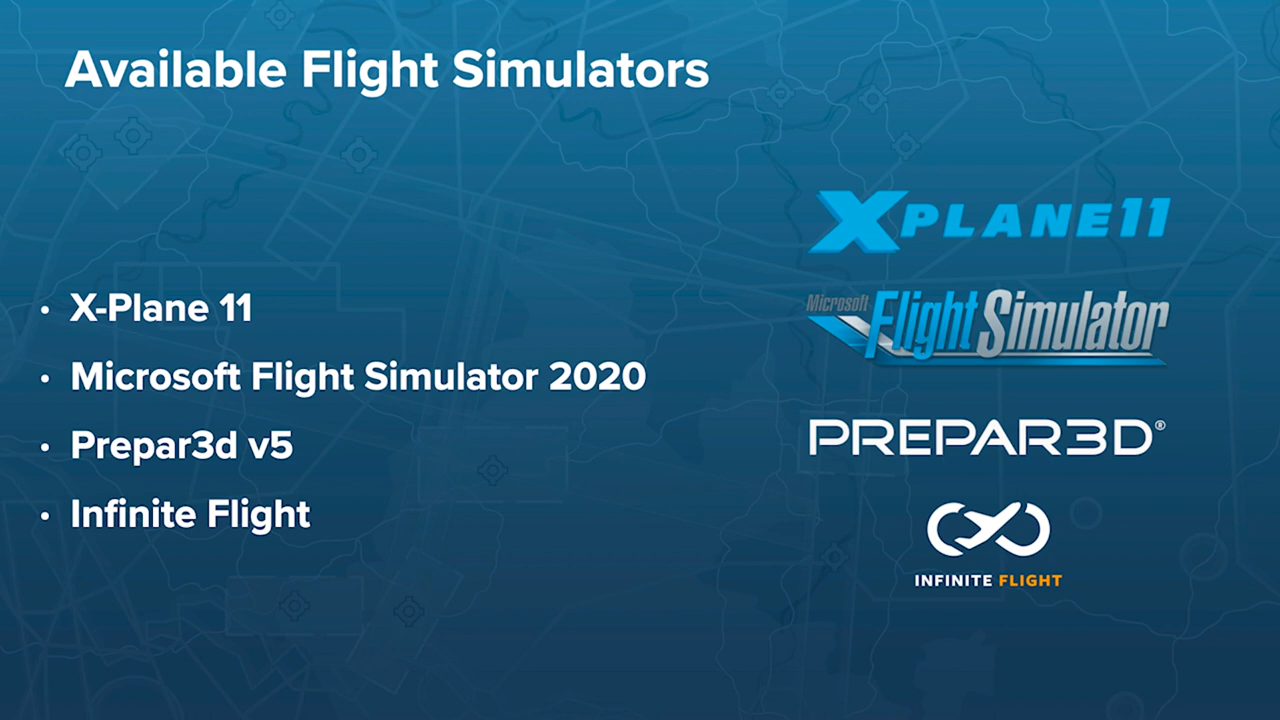 Available Flight Simulators
• X-Plane 11
• Microsoft Flight Simulator 2020
• Prepar3d v5
• Infinite Flight
XPLANE11
Microsoft Flight Simulator
PREPAR3D®
INFINITE FLIGHT